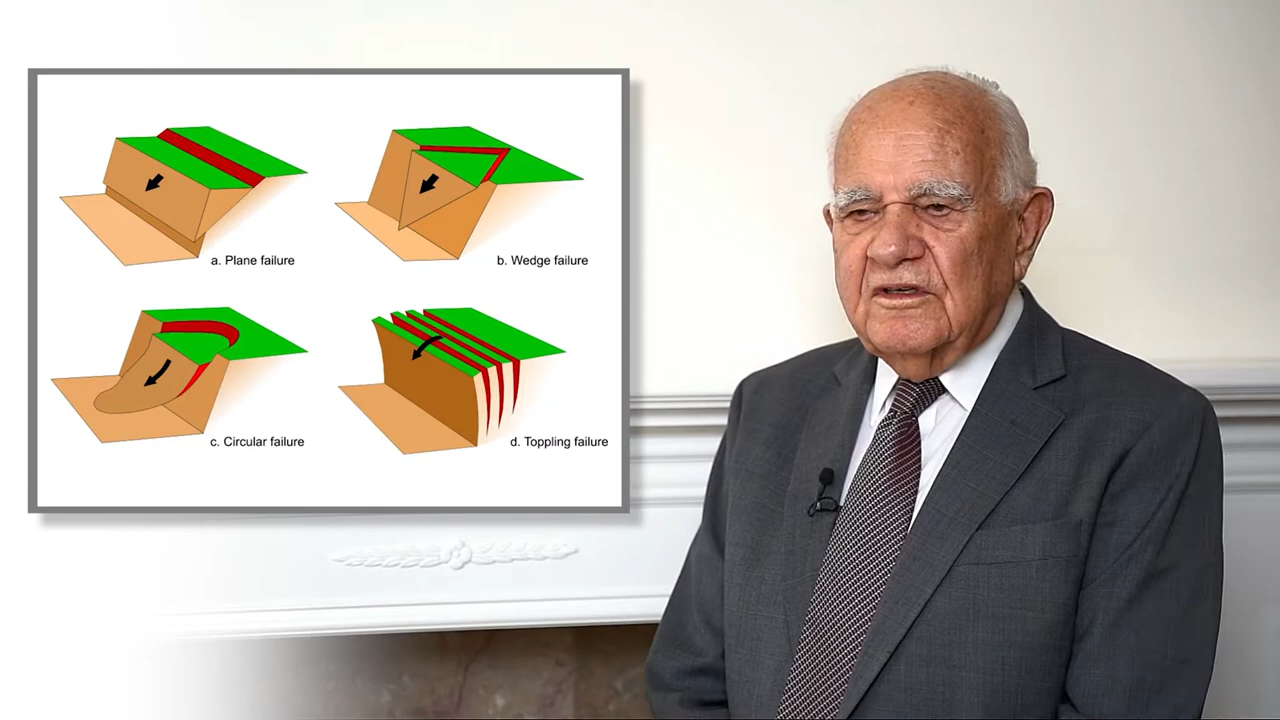 a. Plane failure
b. Wedge failure
c. Circular failure
d. Toppling failure